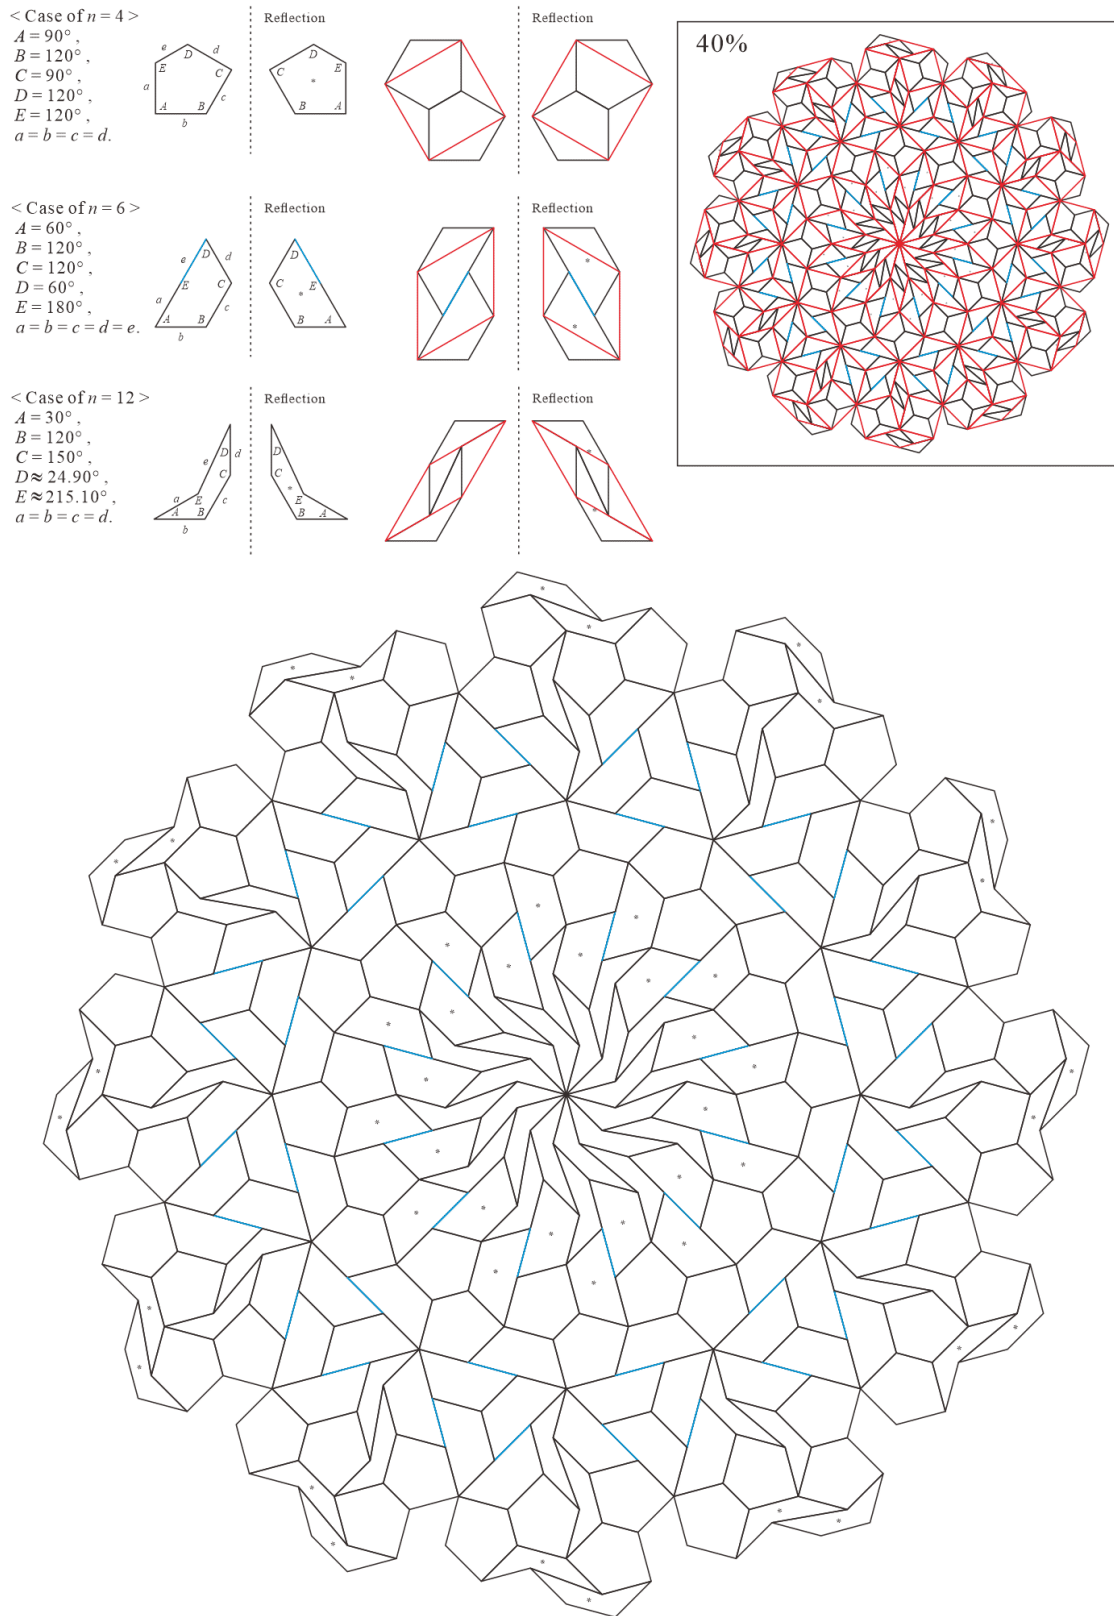 < Case of n = 4 >
A = 90° ,
B = 120° ,
C = 90° ,
D = 120° ,
E = 120° ,
a = b = c = d.
e
D
d
E
C
a
c
A
B
b
Reflection
D
C
E
*
B
A
Reflection
40%
< Case of n = 6 >
A = 60° ,
B = 120° ,
C = 120° ,
D = 60° ,
E = 180° ,
a = b = c = d = e.
e
D
d
E
C
a
c
A
B
b
Reflection
D
C
E
*
B
A
Reflection
*
*
< Case of n = 12 >
A = 30° ,
B = 120° ,
C = 150° ,
D ≈ 24.90° ,
E ≈ 215.10° ,
a = b = c = d.
D
d
e
C
a
E
c
A
B
b
Reflection
D
C
*
E
B
A
Reflection
*
*